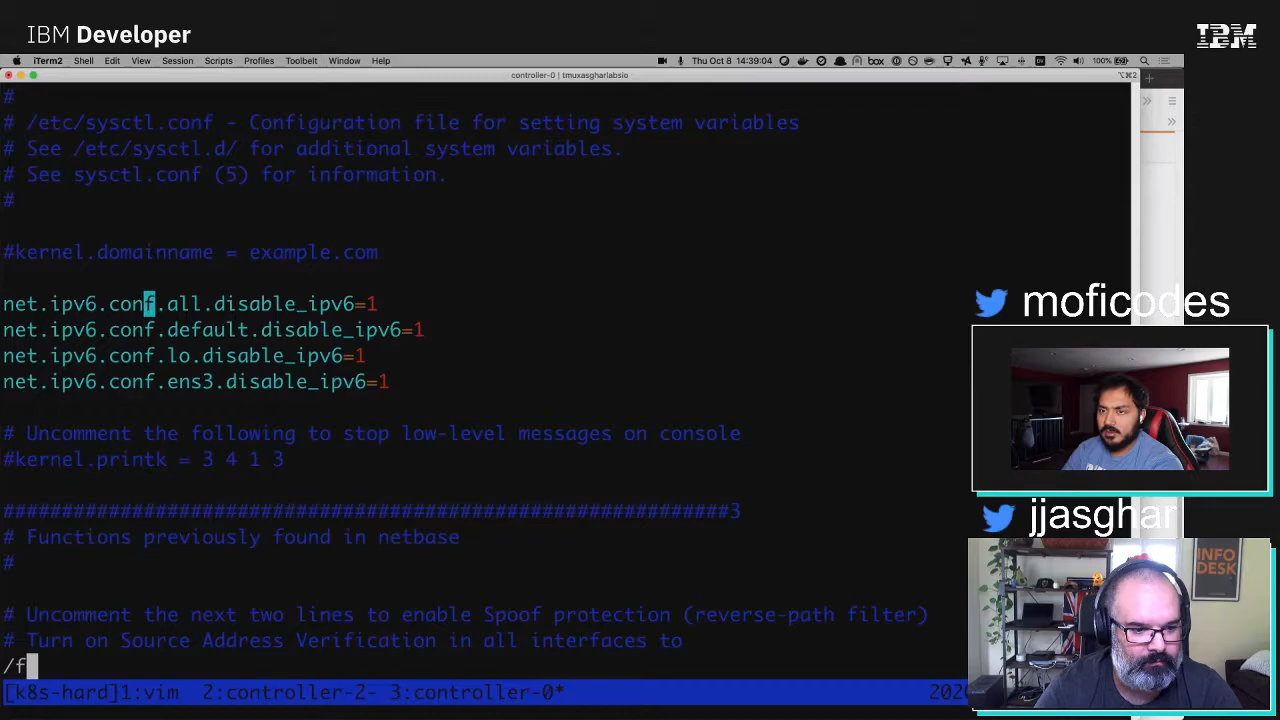 IBM Developer
IBM
iTerm2 Shell Edit View Session Scripts Profiles Toolbelt Window Help
box
100%
Thu Oct 8 14:39:04
controller-0 | tmuxasgharlabsio
⌥⌘2
#
# /etc/sysctl.conf - Configuration file for setting system variables
# See /etc/sysctl.d/ for additional system variables.
# See sysctl.conf (5) for information.
#
#kernel.domainname = example.com
net.ipv6.conf.all.disable_ipv6=1
net.ipv6.conf.default.disable_ipv6=1
net.ipv6.conf.lo.disable_ipv6=1
net.ipv6.conf.ens3.disable_ipv6=1
# Uncomment the following to stop low-level messages on console
#kernel.printk = 3 4 1 3
##############################################################3
# Functions previously found in netbase
#
# Uncomment the next two lines to enable Spoof protection (reverse-path filter)
# Turn on Source Address Verification in all interfaces to
/f
[k8s-hard]1:vim 2:controller-2- 3:controller-0* 202
moficodes
jjasghar
INFO
DESK